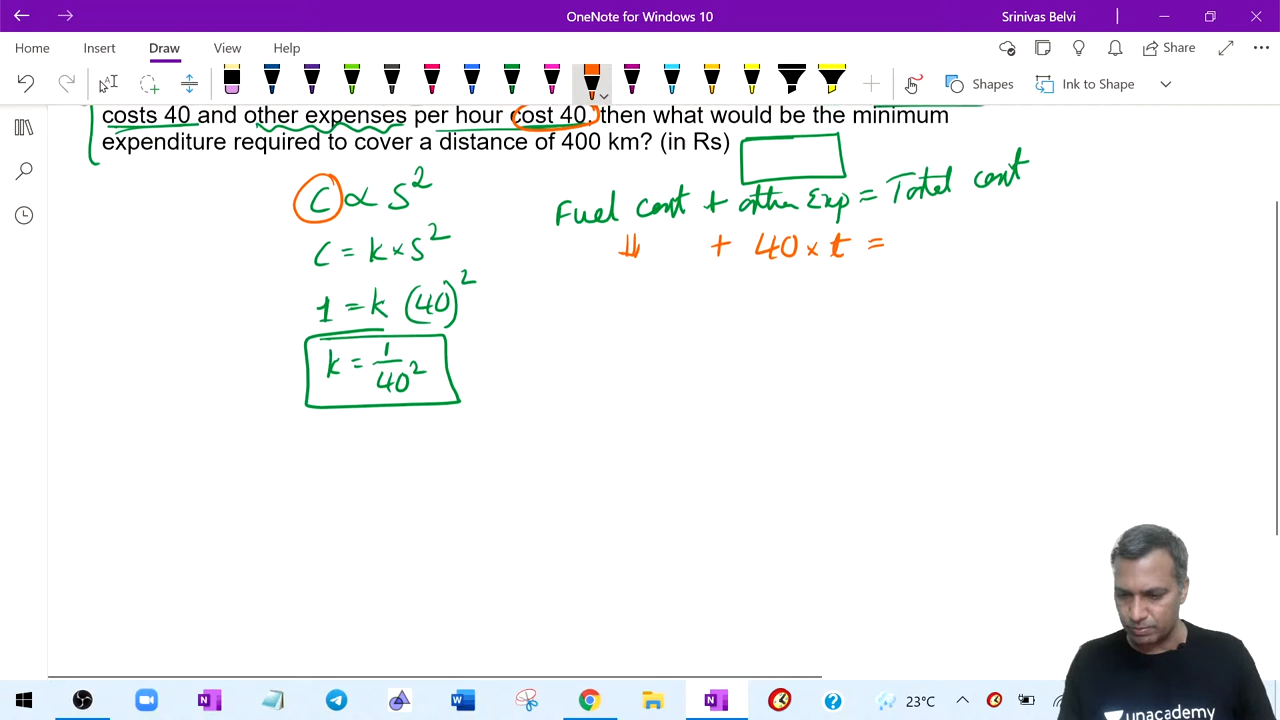 OneNote for Windows 10
Srinivas Belvi
Home
Insert
Draw
View
Help
Share
Shapes
Ink to Shape
costs 40 and other expenses per hour cost 40, then what would be the minimum
expenditure required to cover a distance of 400 km? (in Rs)
C ∝ S²
C = k × S²
1 = k (40)²
k = 1/40²
Fuel cost + other Exp = Total cost
⇓ + 40 × t =
23°C
unacademy